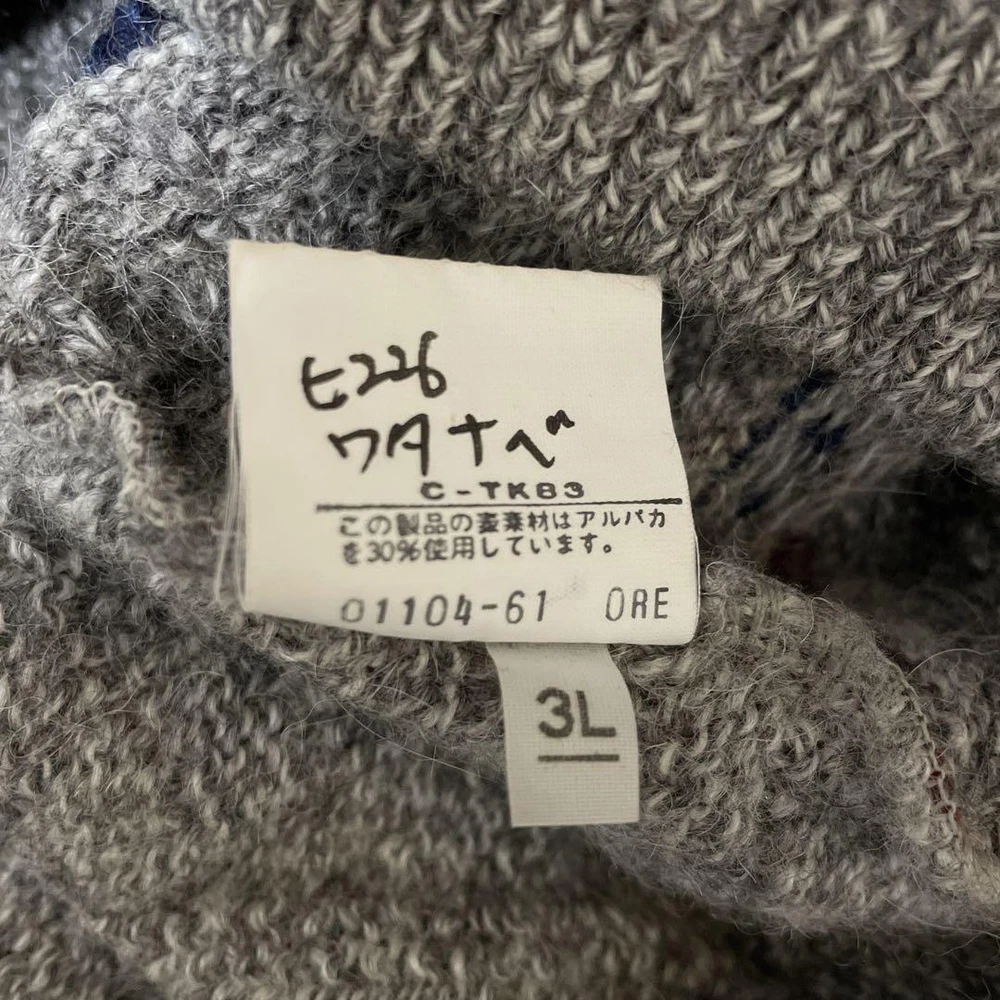 ヒ226
ワタナベ
C-TK83
この製品の表素材はアルパカ
を30%使用しています。
01104-61 ORE
3L